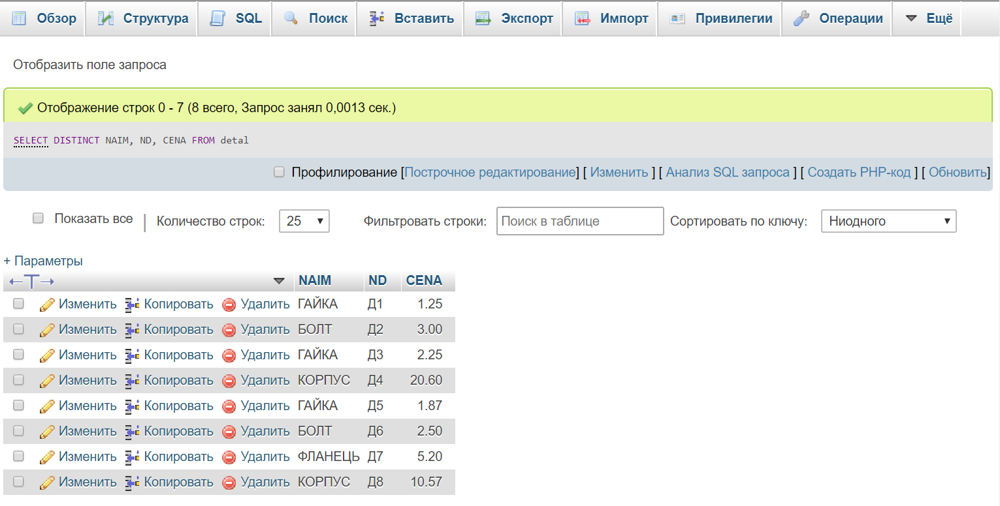 Обзор Структура SQL Поиск Вставить Экспорт Импорт Привилегии Операции Ещё
Отобразить поле запроса
Отображение строк 0 - 7 (8 всего, Запрос занял 0,0013 сек.)
SELECT DISTINCT NAIM, ND, CENA FROM detal
Профилирование [Построчное редактирование] [ Изменить ] [ Анализ SQL запроса ] [ Создать PHP-код ] [ Обновить]
Показать все | Количество строк: 25 Фильтровать строки: Поиск в таблице Сортировать по ключу: Ниодного
+ Параметры
←T→ NAIM ND CENA
Изменить Копировать Удалить ГАЙКА Д1 1.25
Изменить Копировать Удалить БОЛТ Д2 3.00
Изменить Копировать Удалить ГАЙКА Д3 2.25
Изменить Копировать Удалить КОРПУС Д4 20.60
Изменить Копировать Удалить ГАЙКА Д5 1.87
Изменить Копировать Удалить БОЛТ Д6 2.50
Изменить Копировать Удалить ФЛАНЕЦЬ Д7 5.20
Изменить Копировать Удалить КОРПУС Д8 10.57